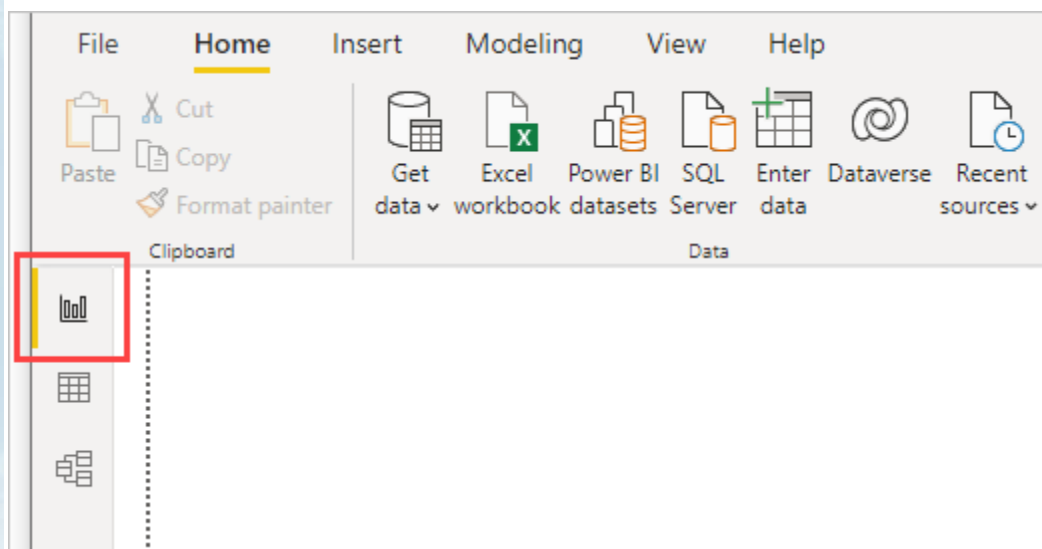 File Home Insert Modeling View Help
Cut
Copy
Format painter
Paste
Get data
Excel workbook
Power BI datasets
SQL Server
Enter data
Dataverse
Recent sources
Clipboard
Data